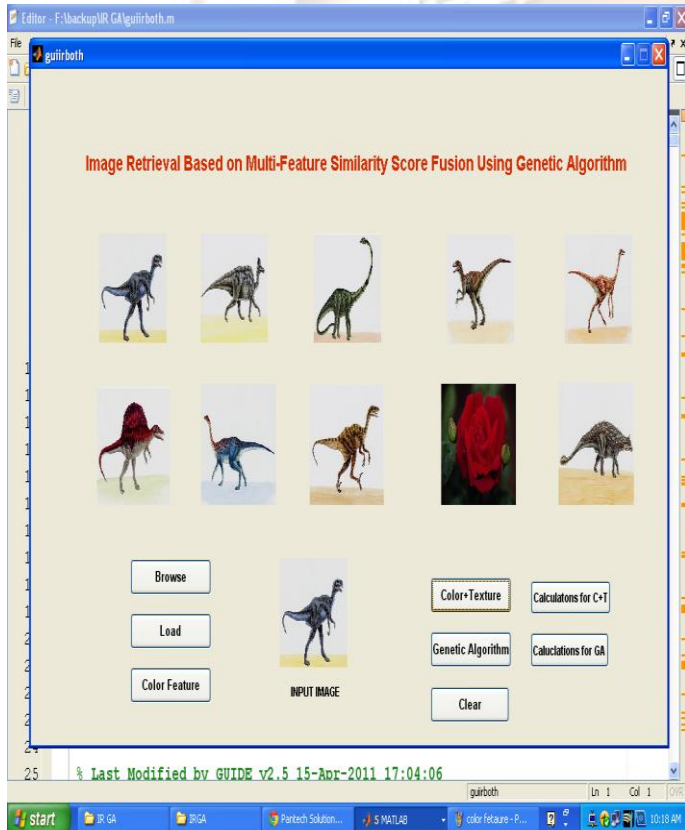 Editor - F:\backup\IR GA\guiirboth.m
File
guiirboth
Image Retrieval Based on Multi-Feature Similarity Score Fusion Using Genetic Algorithm
Browse
Load
Color Feature
INPUT IMAGE
Color+Texture
Calculatons for C+T
Genetic Algorithm
Caluclations for GA
Clear
25 % Last Modified by GUIDE v2.5 15-Apr-2011 17:04:06
guiirboth Ln 1 Col 1 OVR
start IR GA IRGA Pantech Solution... 5 MATLAB color fetaure - P... 10:18 AM